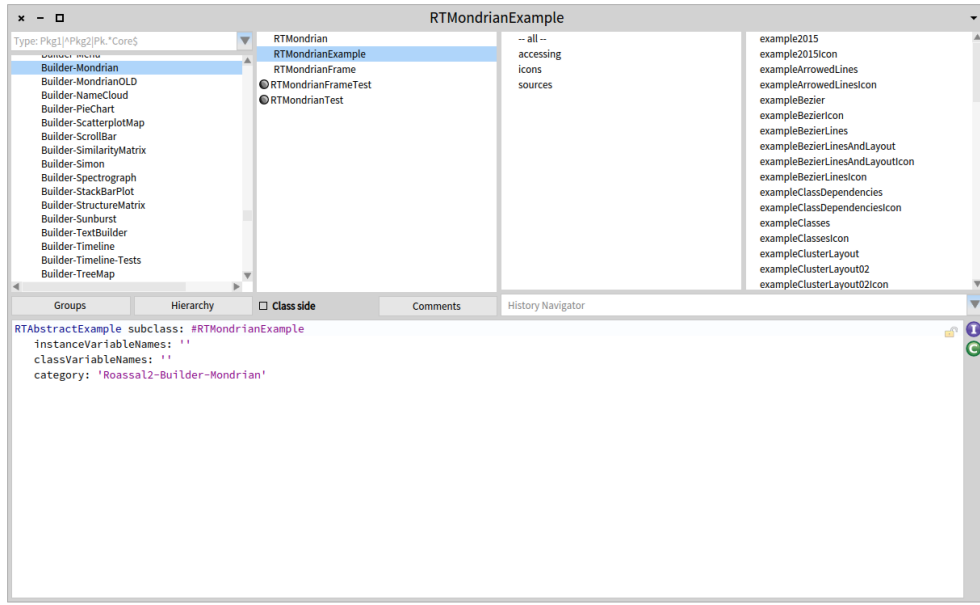 RTMondrianExample
Type: Pkg1|^Pkg2|Pk.*Core$
Builder-Menu
Builder-Mondrian
Builder-MondrianOLD
Builder-NameCloud
Builder-PieChart
Builder-ScatterplotMap
Builder-ScrollBar
Builder-SimilarityMatrix
Builder-Simon
Builder-Spectrograph
Builder-StackBarPlot
Builder-StructureMatrix
Builder-Sunburst
Builder-TextBuilder
Builder-Timeline
Builder-Timeline-Tests
Builder-TreeMap
RTMondrian
RTMondrianExample
RTMondrianFrame
RTMondrianFrameTest
RTMondrianTest
-- all --
accessing
icons
sources
example2015
example2015Icon
exampleArrowedLines
exampleArrowedLinesIcon
exampleBezier
exampleBezierIcon
exampleBezierLines
exampleBezierLinesAndLayout
exampleBezierLinesAndLayoutIcon
exampleBezierLinesIcon
exampleClassDependencies
exampleClassDependenciesIcon
exampleClasses
exampleClassesIcon
exampleClusterLayout
exampleClusterLayout02
exampleClusterLayout02Icon
Groups
Hierarchy
Class side
Comments
History Navigator
RTAbstractExample subclass: #RTMondrianExample
instanceVariableNames: ''
classVariableNames: ''
category: 'Roassal2-Builder-Mondrian'
I
C